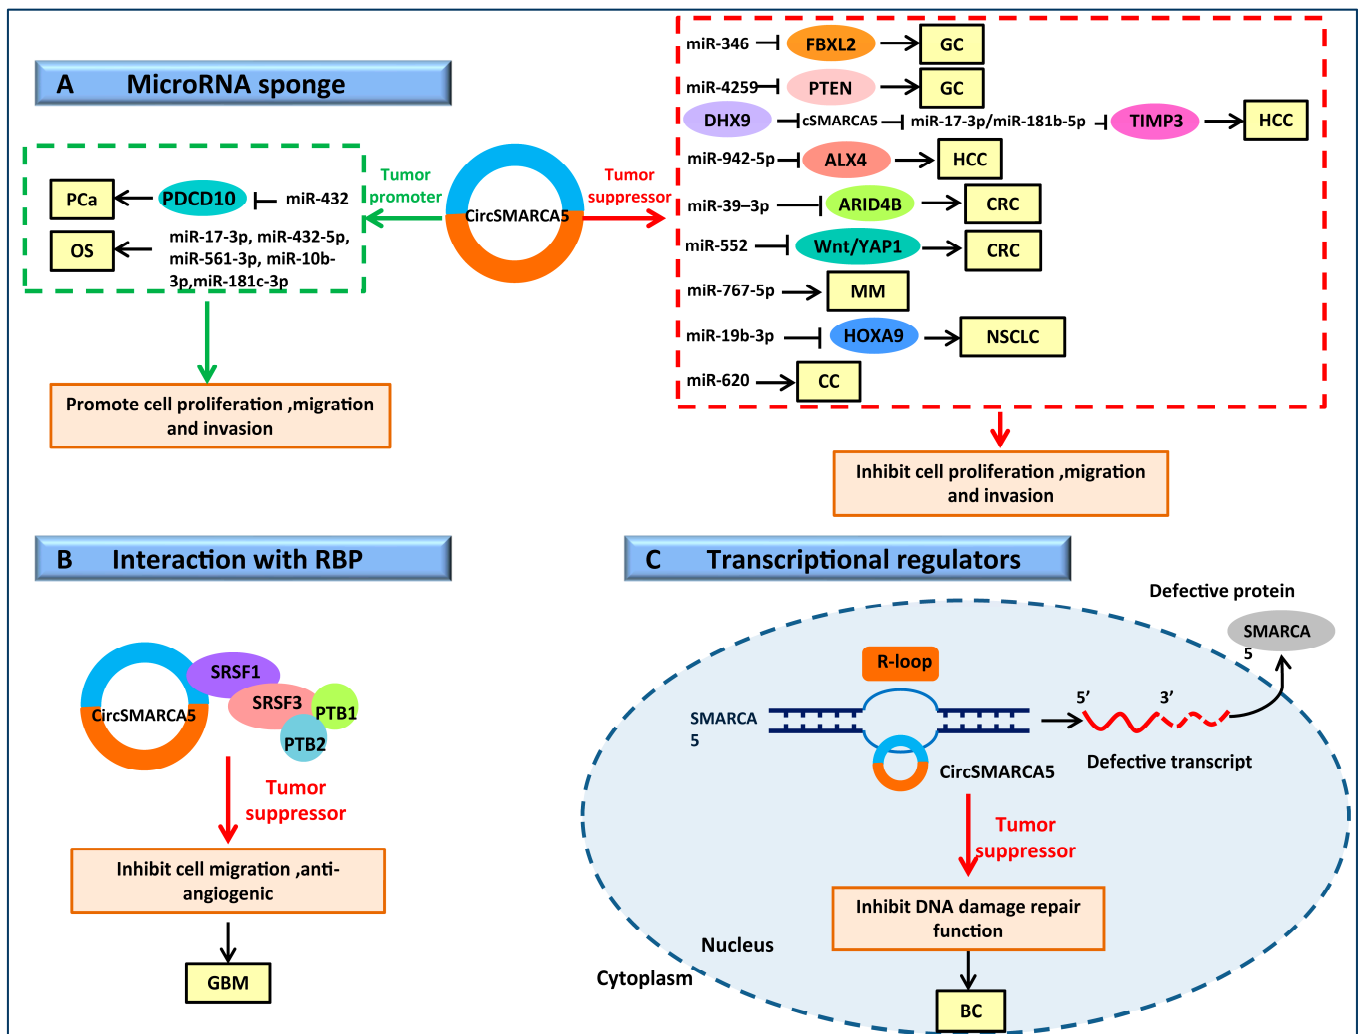 A MicroRNA sponge
PCa
PDCD10
miR-432
OS
miR-17-3p, miR-432-5p,
miR-561-3p, miR-10b-
3p,miR-181c-3p
Tumor
promoter
CircSMARCA5
Tumor
suppressor
miR-346 FBXL2 GC
miR-4259 PTEN GC
DHX9 cSMARCA5 miR-17-3p/miR-181b-5p TIMP3 HCC
miR-942-5p ALX4 HCC
miR-39–3p ARID4B CRC
miR-552 Wnt/YAP1 CRC
miR-767-5p MM
miR-19b-3p HOXA9 NSCLC
miR-620 CC
Promote cell proliferation ,migration
and invasion
Inhibit cell proliferation ,migration
and invasion
B Interaction with RBP
CircSMARCA5
SRSF1
SRSF3
PTB1
PTB2
Tumor
suppressor
Inhibit cell migration ,anti-
angiogenic
GBM
C Transcriptional regulators
Defective protein
SMARCA
5
R-loop
SMARCA
5
5’ 3’
CircSMARCA5
Defective transcript
Tumor
suppressor
Inhibit DNA damage repair
function
Nucleus
Cytoplasm
BC